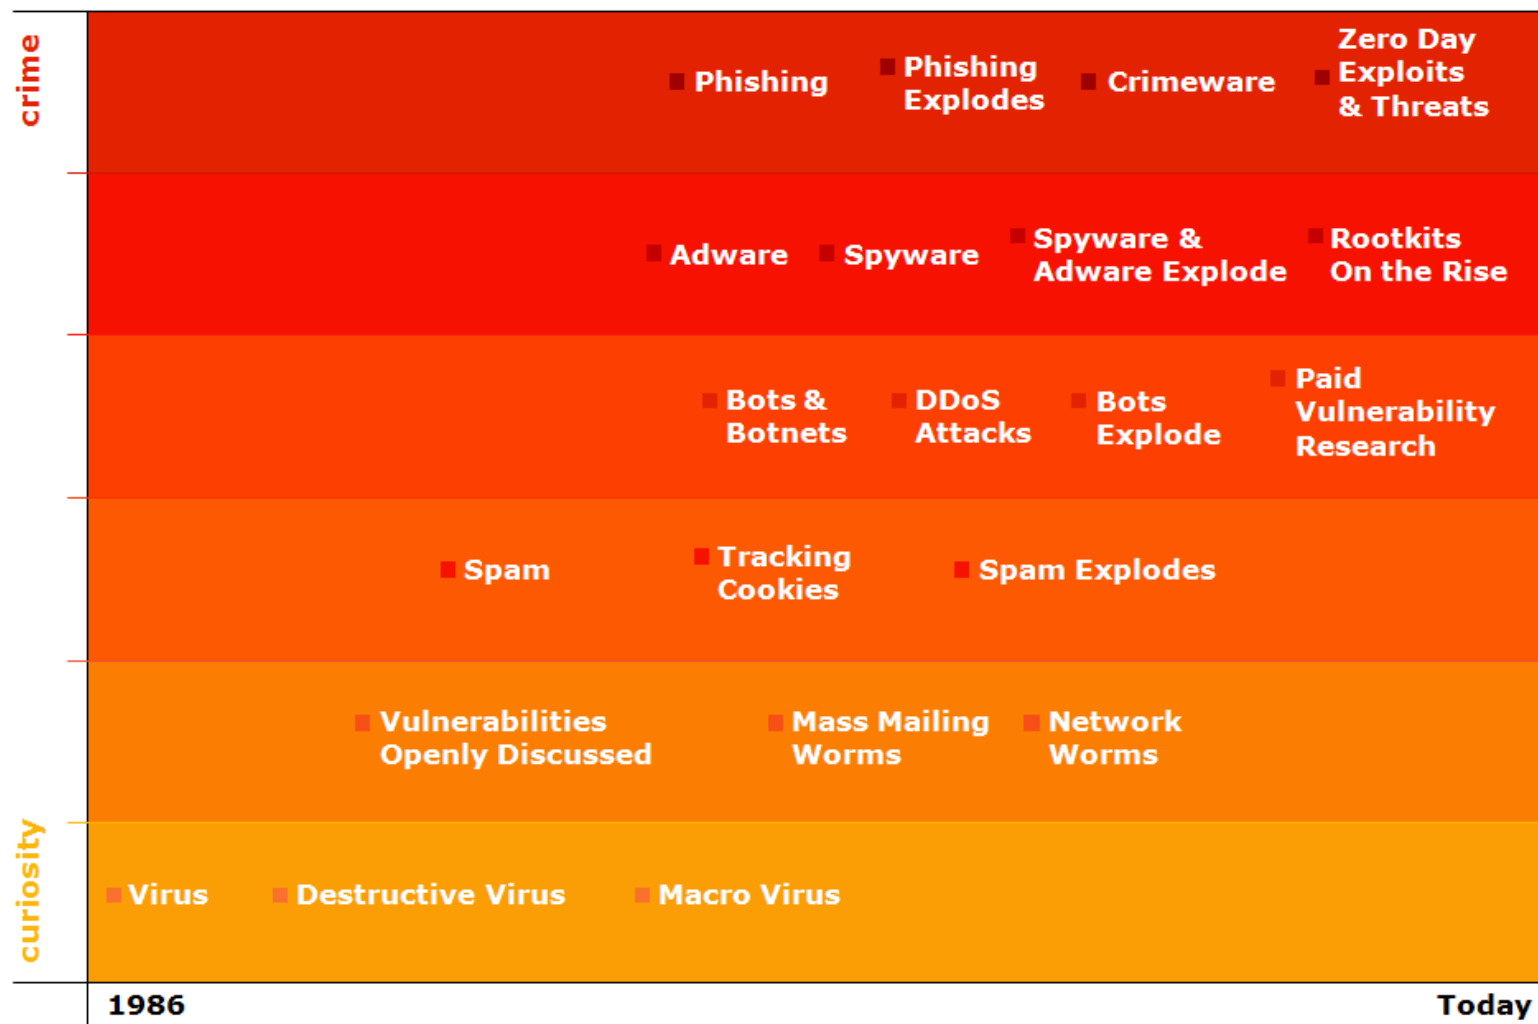 crime
Phishing
Phishing
Explodes
Crimeware
Zero Day
Exploits
& Threats
Adware
Spyware
Spyware &
Adware Explode
Rootkits
On the Rise
Bots &
Botnets
DDoS
Attacks
Bots
Explode
Paid
Vulnerability
Research
Spam
Tracking
Cookies
Spam Explodes
Vulnerabilities
Openly Discussed
Mass Mailing
Worms
Network
Worms
curiosity
Virus
Destructive Virus
Macro Virus
1986
Today